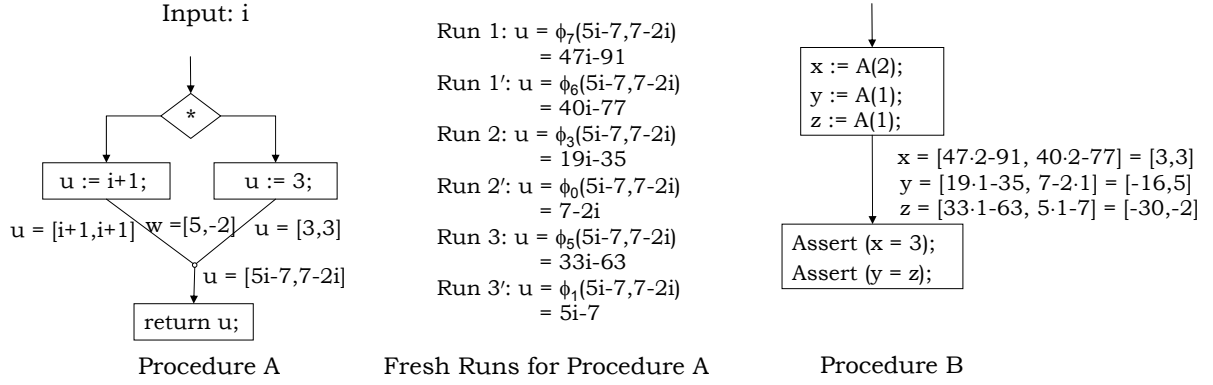 Input: i
*
u := i+1;
u := 3;
u = [i+1,i+1]
w =[5,-2]
u = [3,3]
u = [5i-7,7-2i]
return u;
Procedure A
Run 1: u = ϕ₇(5i-7,7-2i)
= 47i-91
Run 1′: u = ϕ₆(5i-7,7-2i)
= 40i-77
Run 2: u = ϕ₃(5i-7,7-2i)
= 19i-35
Run 2′: u = ϕ₀(5i-7,7-2i)
= 7-2i
Run 3: u = ϕ₅(5i-7,7-2i)
= 33i-63
Run 3′: u = ϕ₁(5i-7,7-2i)
= 5i-7
Fresh Runs for Procedure A
x := A(2);
y := A(1);
z := A(1);
x = [47·2-91, 40·2-77] = [3,3]
y = [19·1-35, 7-2·1] = [-16,5]
z = [33·1-63, 5·1-7] = [-30,-2]
Assert (x = 3);
Assert (y = z);
Procedure B